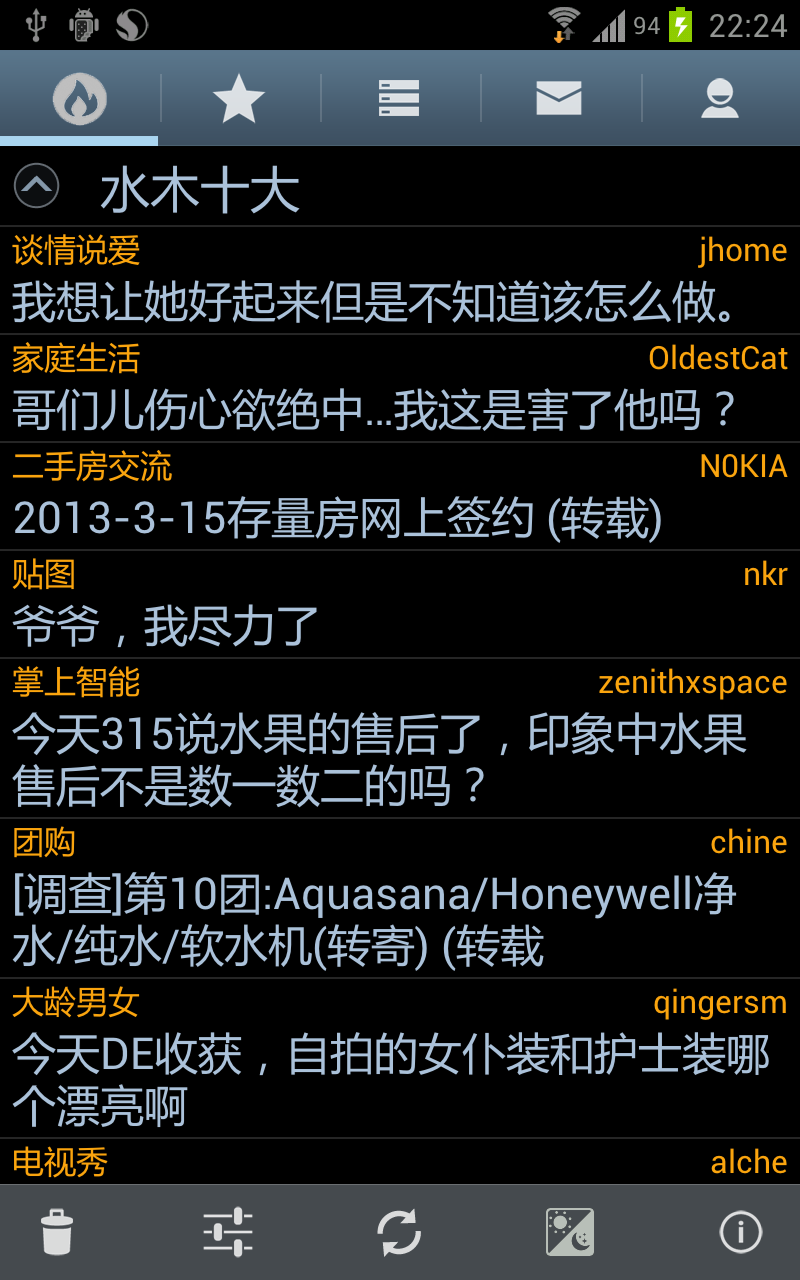 94 22:24
水木十大
谈情说爱 jhome
我想让她好起来但是不知道该怎么做。
家庭生活 OldestCat
哥们儿伤心欲绝中...我这是害了他吗？
二手房交流 N0KIA
2013-3-15存量房网上签约 (转载)
贴图 nkr
爷爷，我尽力了
掌上智能 zenithxspace
今天315说水果的售后了，印象中水果
售后不是数一数二的吗？
团购 chine
[调查]第10团:Aquasana/Honeywell净
水/纯水/软水机(转寄) (转载
大龄男女 qingersm
今天DE收获，自拍的女仆装和护士装哪
个漂亮啊
电视秀 alche